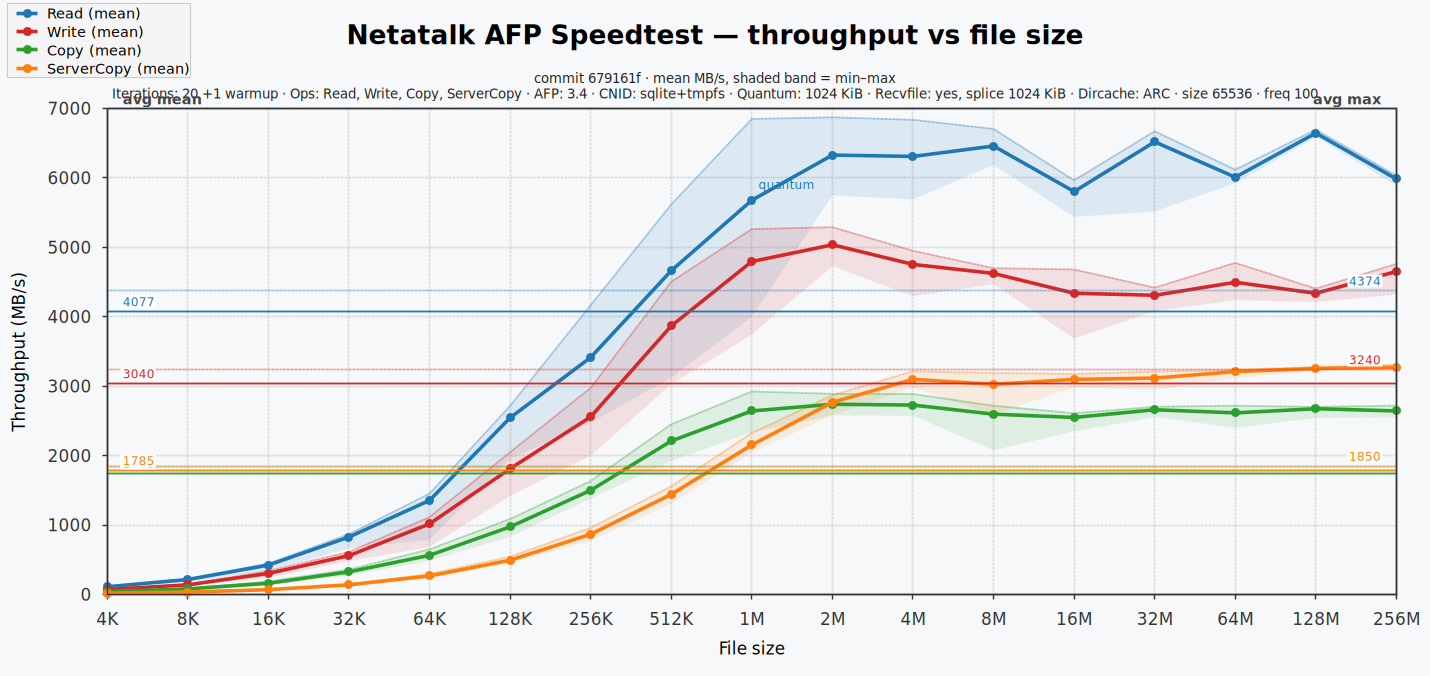 Read (mean)
Write (mean)
Copy (mean)
ServerCopy (mean)
Netatalk AFP Speedtest — throughput vs file size
commit 679161f · mean MB/s, shaded band = min–max
Iterations: 20 +1 warmup · Ops: Read, Write, Copy, ServerCopy · AFP: 3.4 · CNID: sqlite+tmpfs · Quantum: 1024 KiB · Recvfile: yes, splice 1024 KiB · Dircache: ARC · size 65536 · freq 100
avg mean
avg max
7000
6000
5000
4000
3000
2000
1000
0
Throughput (MB/s)
quantum
4077
4374
3040
3240
1785
1850
4K 8K 16K 32K 64K 128K 256K 512K 1M 2M 4M 8M 16M 32M 64M 128M 256M
File size